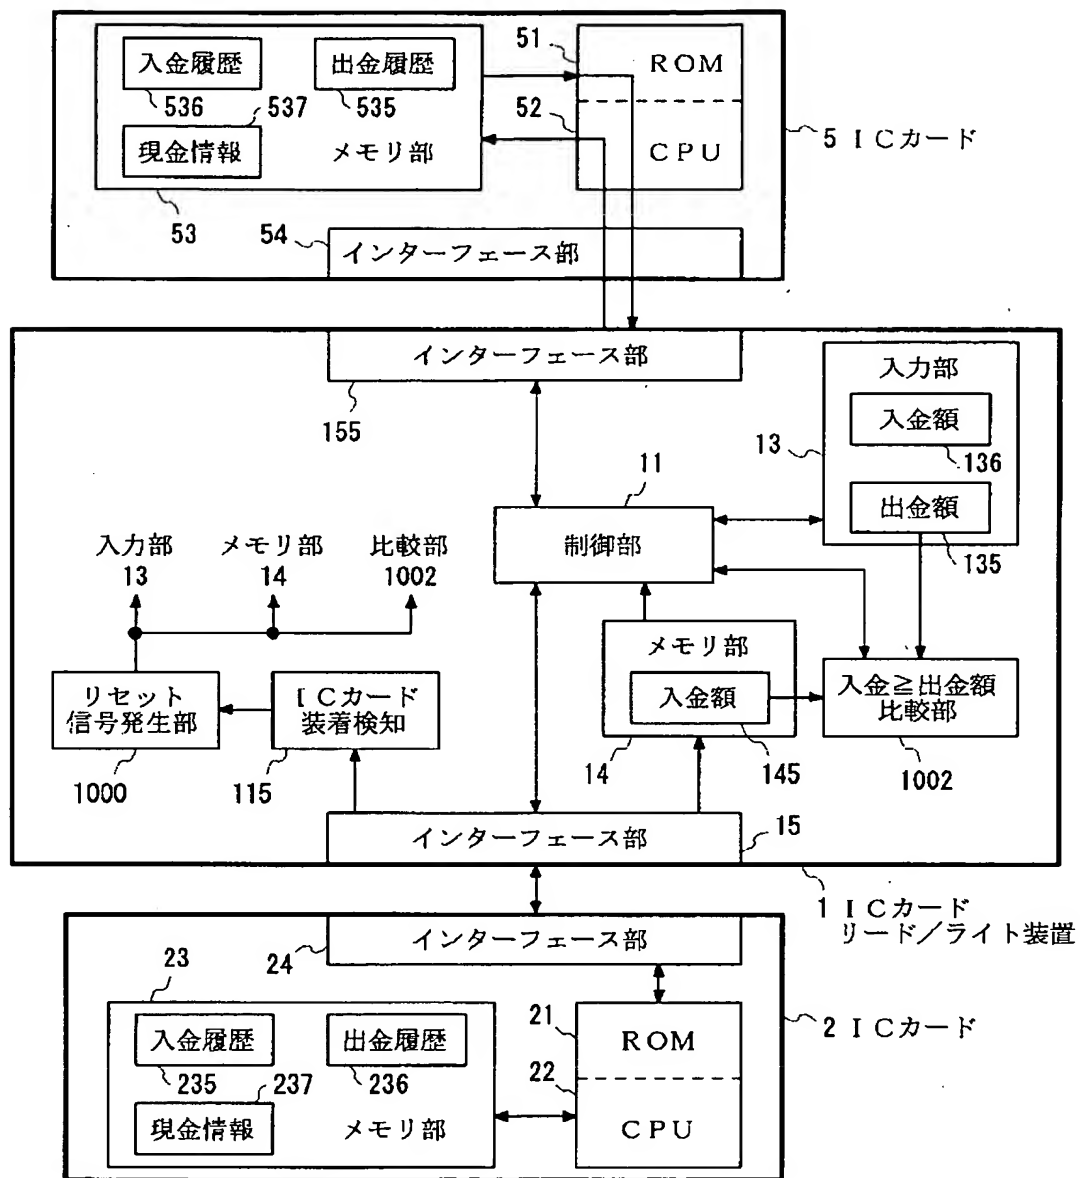 入金履歴
出金履歴
536
537
535
現金情報
メモリ部
53
51
ROM
52
CPU
5 ICカード
54
インターフェース部
インターフェース部
155
入力部
入金額
136
13
出金額
135
11
制御部
入力部
13
メモリ部
14
比較部
1002
メモリ部
入金額
14
145
入金≧出金額
比較部
1002
リセット
信号発生部
1000
ICカード
装着検知
115
インターフェース部
15
1 ICカード
リード/ライト装置
インターフェース部
24
23
入金履歴
出金履歴
235
237
236
現金情報
メモリ部
21
ROM
22
CPU
2 ICカード